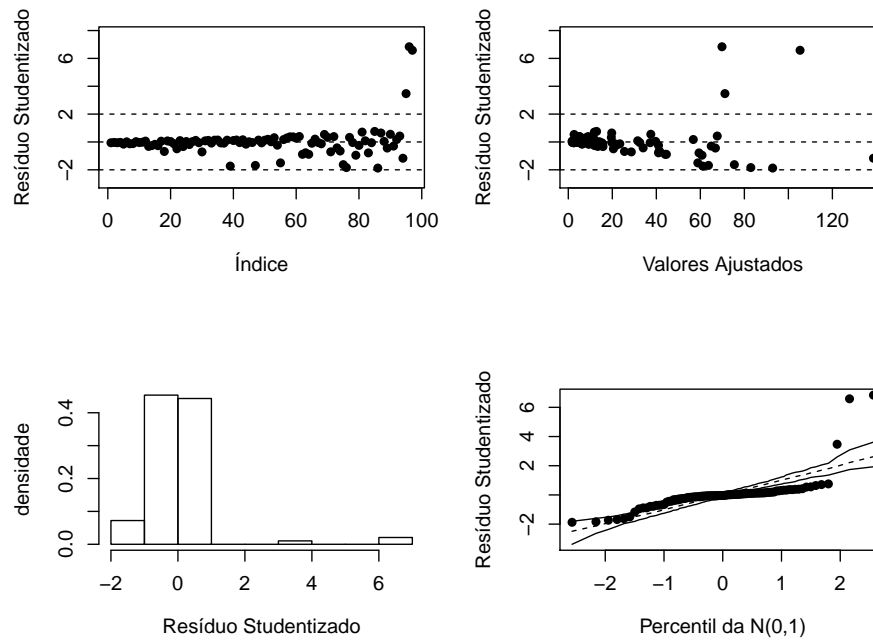 Resíduo Studentizado
−2 2 6
0 20 40 60 80 100
Índice
Resíduo Studentizado
−2 2 6
0 20 40 60 80 120
Valores Ajustados
densidade
0.0 0.4
−2 0 2 4 6
Resíduo Studentizado
Resíduo Studentizado
−2 2 4 6
−2 −1 0 1 2
Percentil da N(0,1)